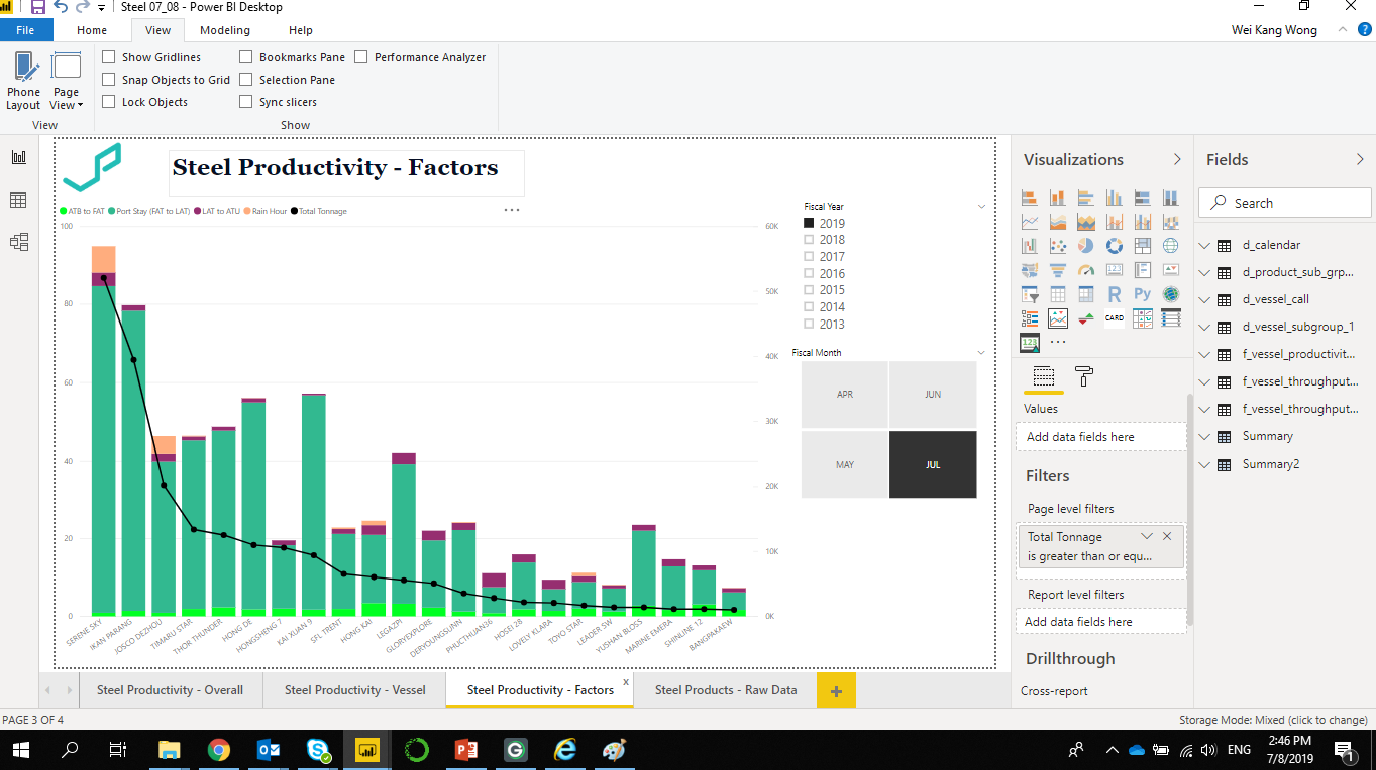 Steel 07_08 - Power BI Desktop
File Home View Modeling Help
Wei Kang Wong
Show Gridlines
Snap Objects to Grid
Lock Objects
Bookmarks Pane
Selection Pane
Sync slicers
Performance Analyzer
Phone Layout
Page View
View
Show
Steel Productivity - Factors
ATB to FAT Port Stay (FAT to LAT) LAT to ATU Rain Hour Total Tonnage
100
80
60
40
20
0
60K
50K
40K
30K
20K
10K
0K
SERENE SKY
IKAN PARANG
JOSCO DEZHOU
TIMARU STAR
THOR THUNDER
HONG DE
HONGSHENG 7
KAI XUAN 9
SFL TRENT
HONG KAI
LEGAZPI
GLORYEXPLORE
DERYOUNGSUNN
PHUCTHUAN36
HOSEI 28
LOVELY KLARA
TOYO STAR
LEADER SW
YUSHAN BLOSS
MARINE EMERA
SHINLINE 12
BANGPAKAEW
Fiscal Year
2019
2018
2017
2016
2015
2014
2013
Fiscal Month
APR JUN
MAY JUL
Visualizations
R Py
123
CARD
123
Values
Add data fields here
Filters
Page level filters
Total Tonnage
is greater than or equ...
Report level filters
Add data fields here
Drillthrough
Cross-report
Fields
Search
d_calendar
d_product_sub_grp...
d_vessel_call
d_vessel_subgroup_1
f_vessel_productivit...
f_vessel_throughput...
f_vessel_throughput...
Summary
Summary2
Steel Productivity - Overall Steel Productivity - Vessel Steel Productivity - Factors x Steel Products - Raw Data +
PAGE 3 OF 4
Storage Mode: Mixed (click to change)
ENG
2:46 PM
7/8/2019
1